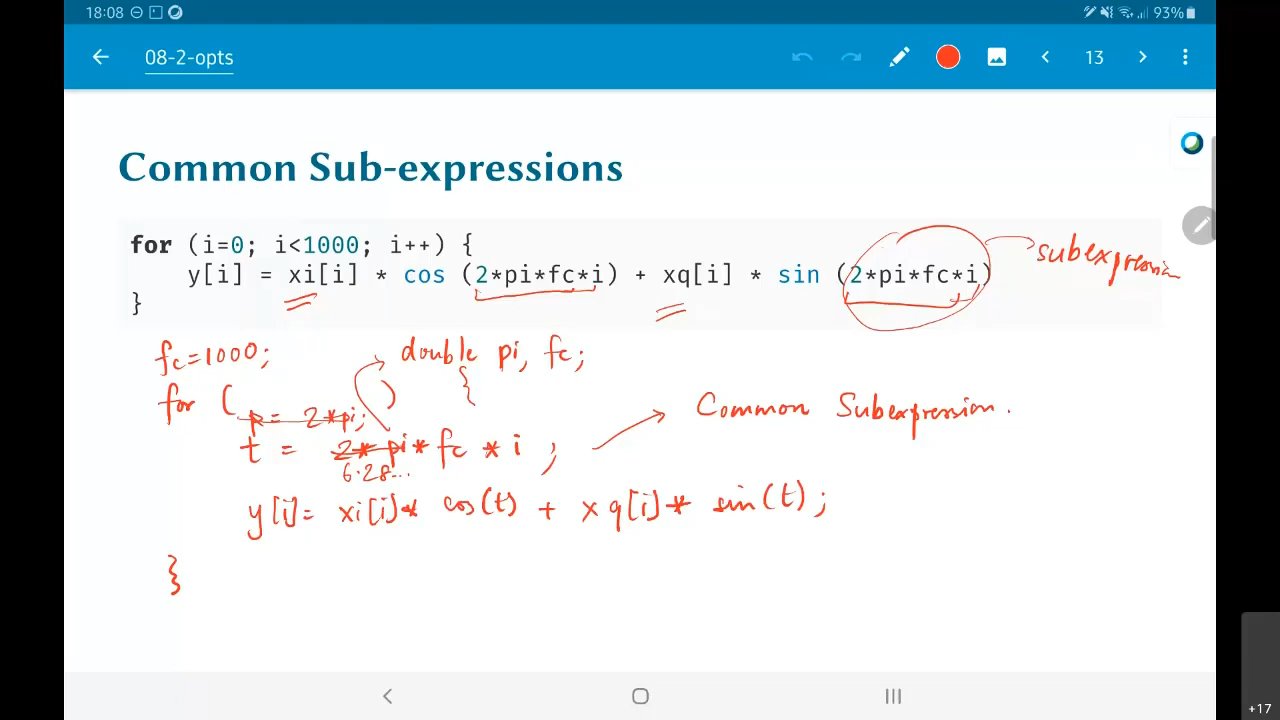 18:08 93%
08-2-opts 13
Common Sub-expressions
for (i=0; i<1000; i++) {
y[i] = xi[i] * cos (2*pi*fc*i) + xq[i] * sin (2*pi*fc*i)
}
subexpression
fc=1000; double pi, fc;
for ( ) {
p = 2*pi;
t = 2* pi* fc * i ; Common Subexpression.
6.28...
y[i]= xi[i]* cos(t) + xq[i]* sin(t);
}
+17